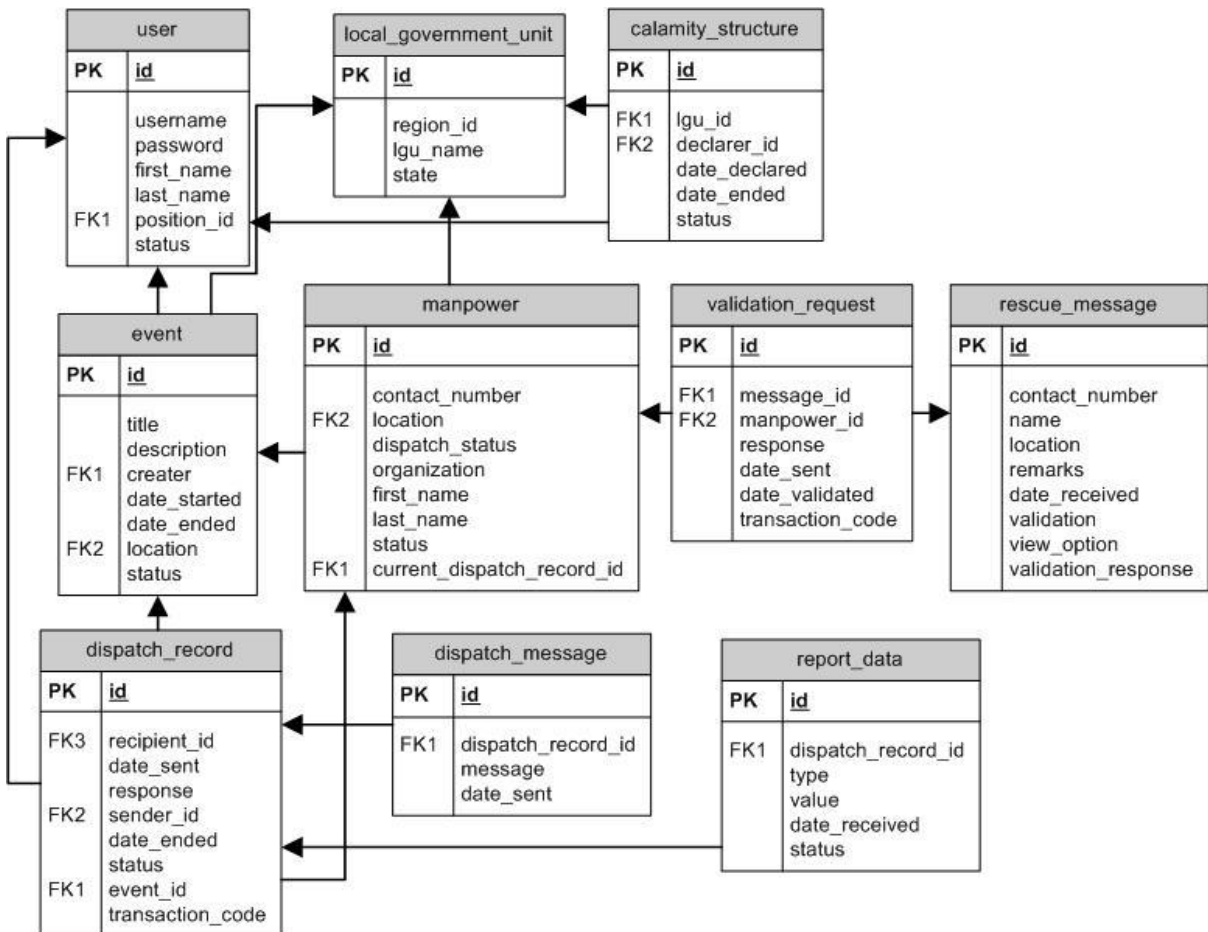 user
PK id
username
password
first_name
last_name
FK1 position_id
status
local_government_unit
PK id
region_id
lgu_name
state
calamity_structure
PK id
FK1 lgu_id
FK2 declarer_id
date_declared
date_ended
status
event
PK id
title
description
FK1 creater
date_started
date_ended
FK2 location
status
manpower
PK id
contact_number
FK2 location
dispatch_status
organization
first_name
last_name
status
FK1 current_dispatch_record_id
validation_request
PK id
FK1 message_id
FK2 manpower_id
response
date_sent
date_validated
transaction_code
rescue_message
PK id
contact_number
name
location
remarks
date_received
validation
view_option
validation_response
dispatch_record
PK id
FK3 recipient_id
date_sent
response
FK2 sender_id
date_ended
status
FK1 event_id
transaction_code
dispatch_message
PK id
FK1 dispatch_record_id
message
date_sent
report_data
PK id
FK1 dispatch_record_id
type
value
date_received
status